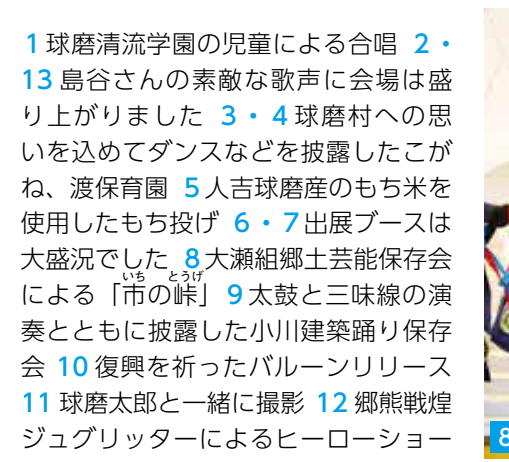 1球磨清流学園の児童による合唱 2・
13島谷さんの素敵な歌声に会場は盛
り上がりました 3・4球磨村への思
いを込めてダンスなどを披露したこが
ね、渡保育園 5人吉球磨産のもち米を
使用したもち投げ 6・7出展ブースは
大盛況でした 8大瀬組郷土芸能保存会
いち とうげ
による「市の峠」 9太鼓と三味線の演
奏とともに披露した小川建築踊り保存
会 10復興を祈ったバルーンリリース
11球磨太郎と一緒に撮影 12郷熊戦煌
ジュグリッターによるヒーローショー
8